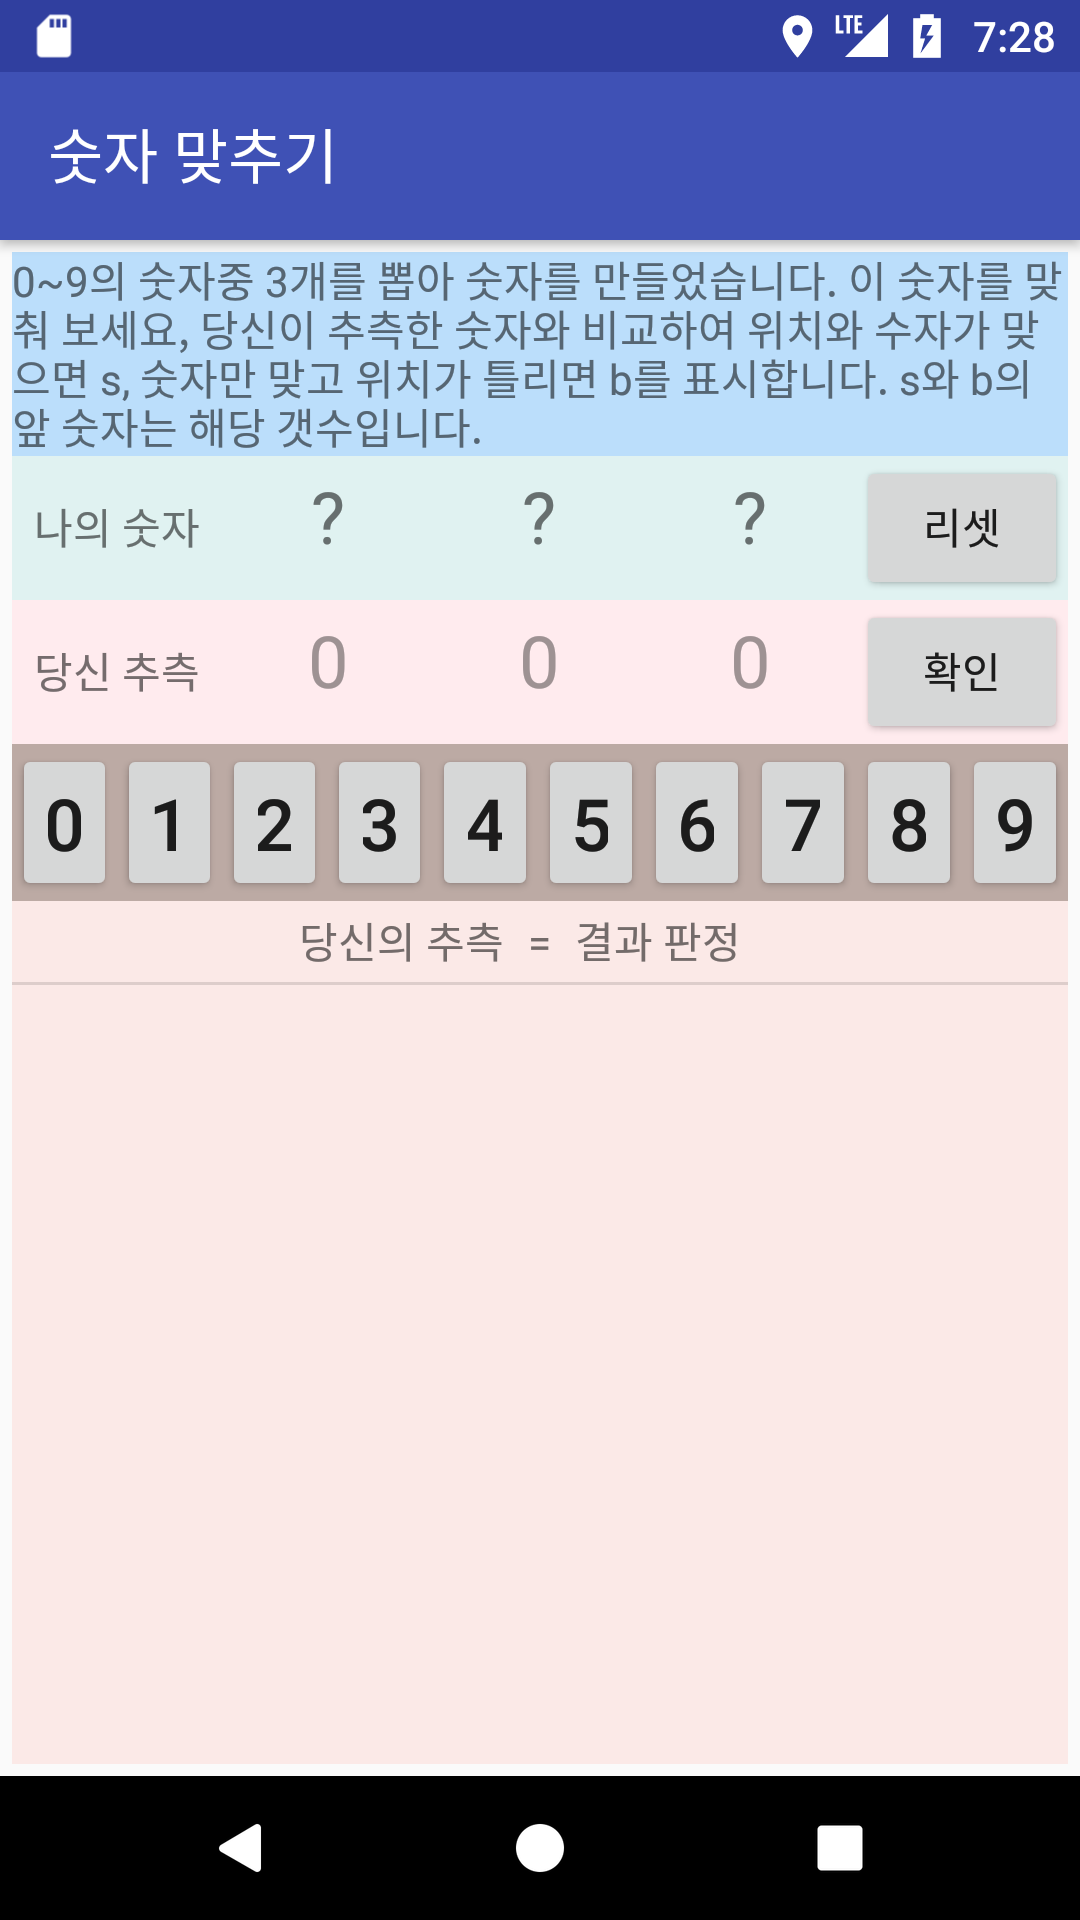 LTE 7:28
숫자 맞추기
0~9의 숫자중 3개를 뽑아 숫자를 만들었습니다. 이 숫자를 맞
춰 보세요, 당신이 추측한 숫자와 비교하여 위치와 수자가 맞
으면 s, 숫자만 맞고 위치가 틀리면 b를 표시합니다. s와 b의
앞 숫자는 해당 갯수입니다.
나의 숫자 ? ? ? 리셋
당신 추측 0 0 0 확인
0 1 2 3 4 5 6 7 8 9
당신의 추측 = 결과 판정